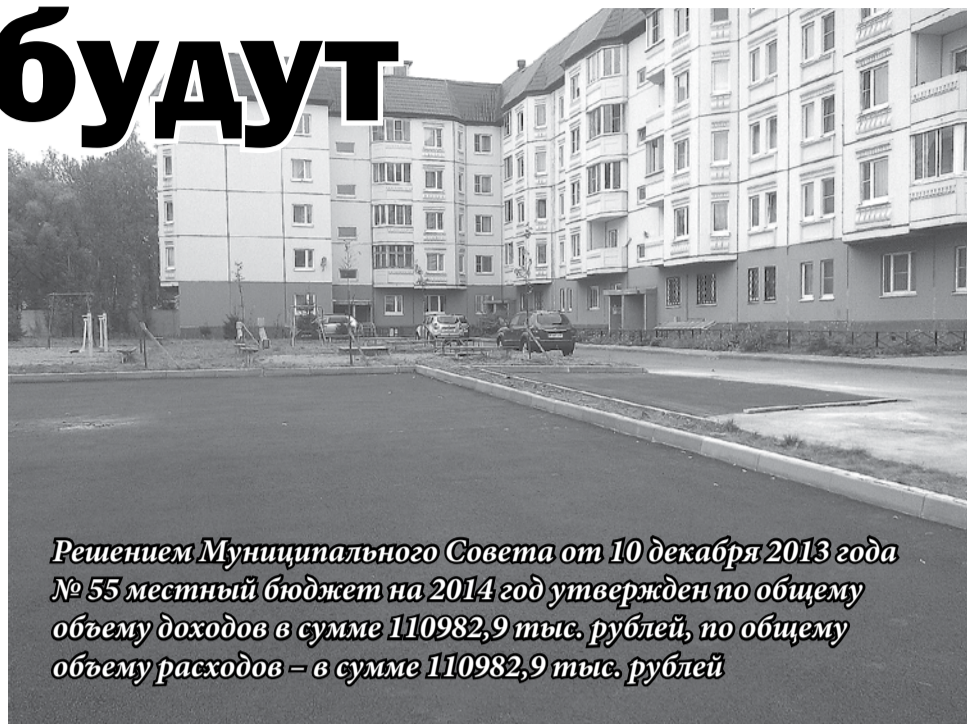 будут
Решением Муниципального Совета от 10 декабря 2013 года
№ 55 местный бюджет на 2014 год утвержден по общему
объему доходов в сумме 110982,9 тыс. рублей, по общему
объему расходов – в сумме 110982,9 тыс. рублей